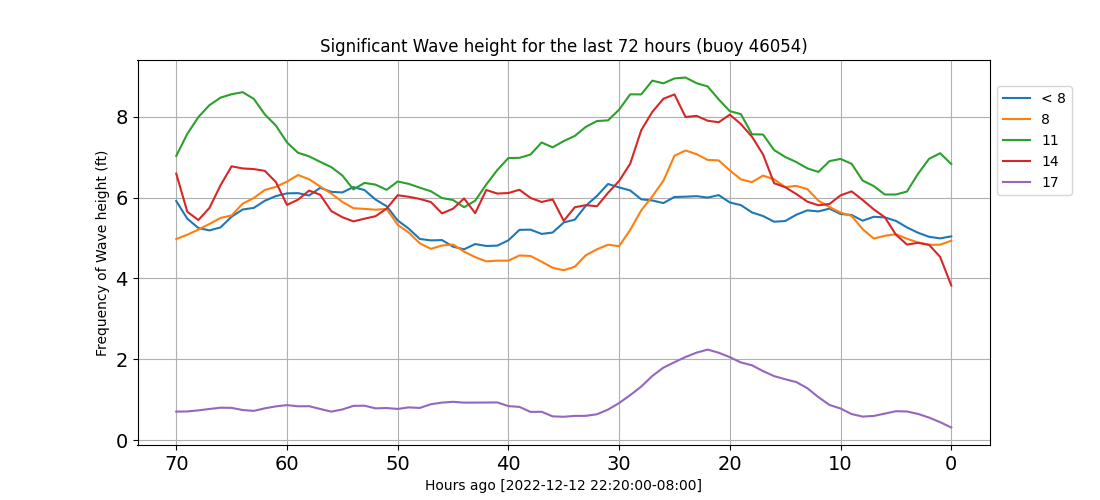 Significant Wave height for the last 72 hours (buoy 46054)
Frequency of Wave height (ft)
8
6
4
2
0
70 60 50 40 30 20 10 0
Hours ago [2022-12-12 22:20:00-08:00]
< 8
8
11
14
17